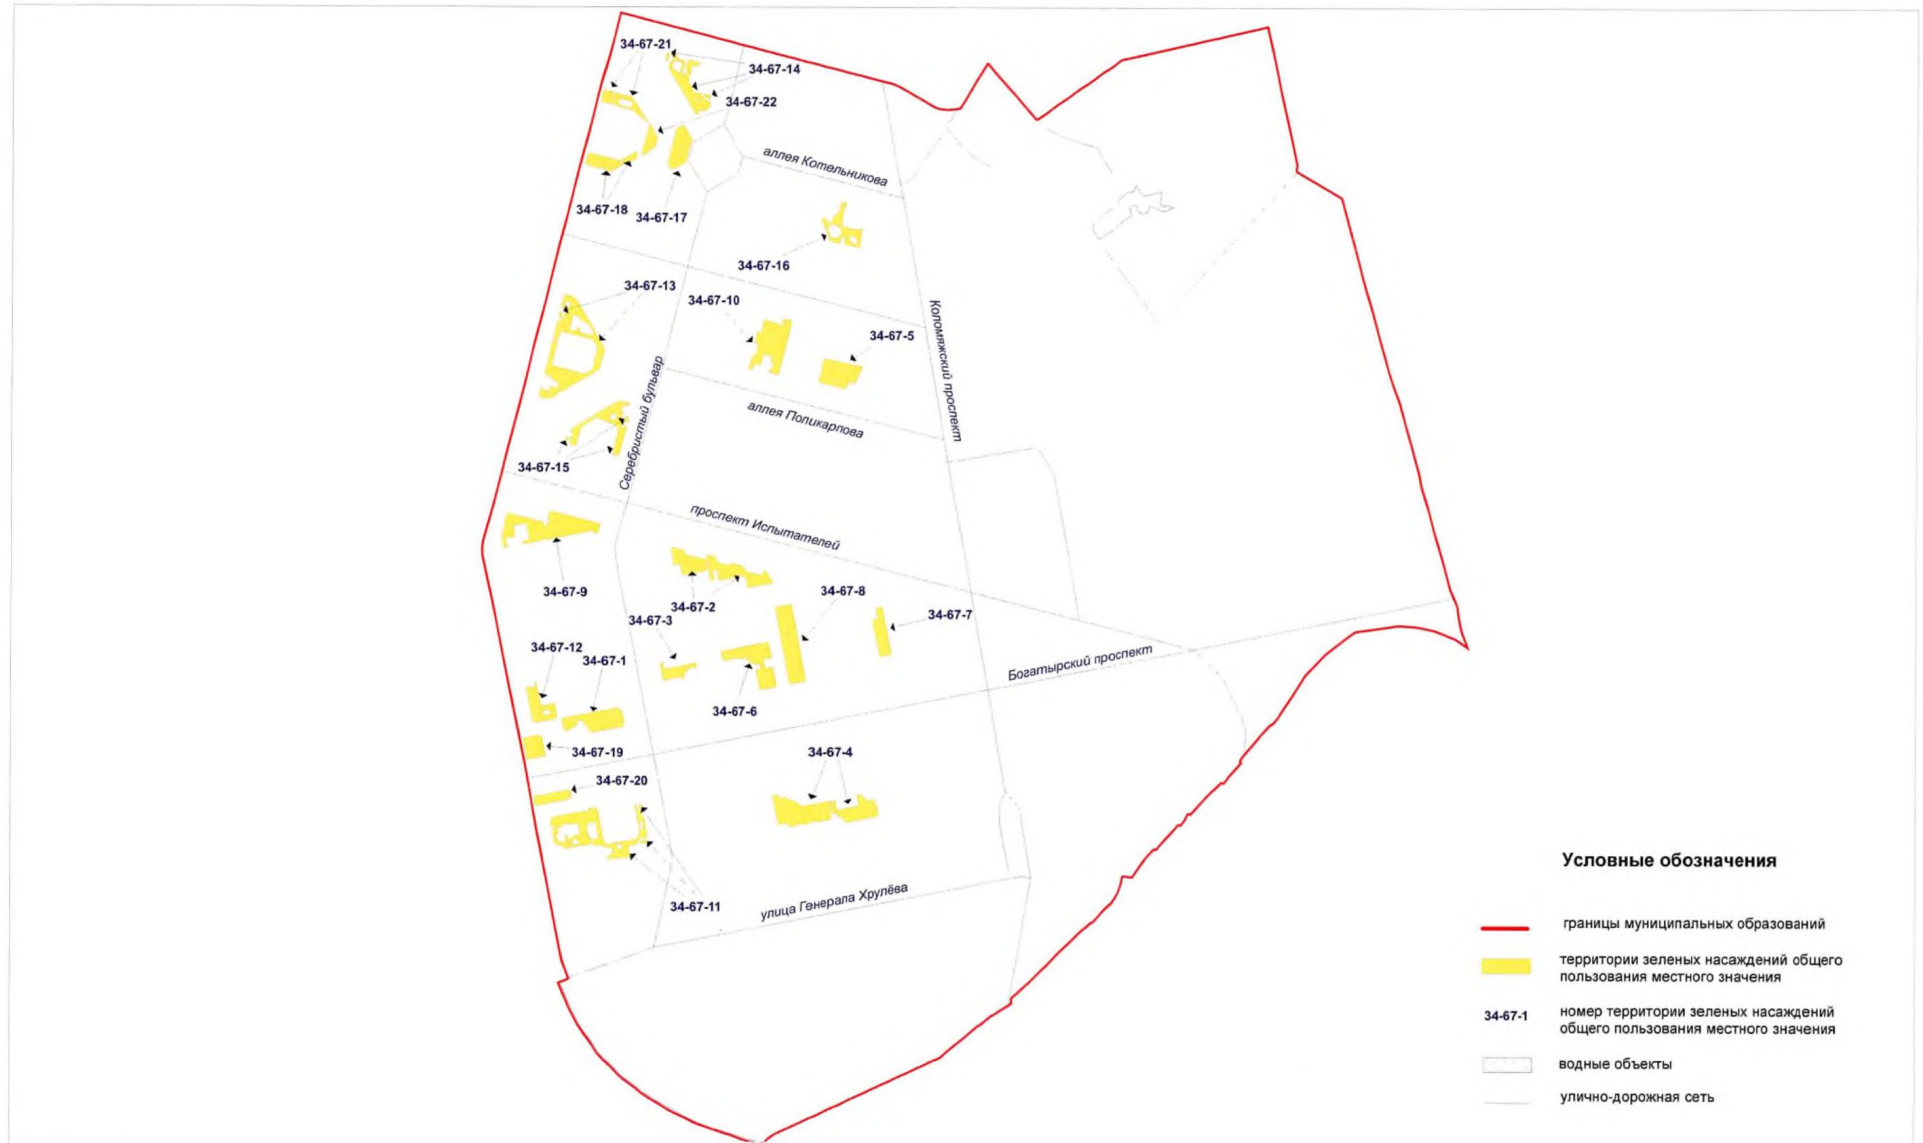 34-67-21
34-67-14
34-67-22
аллея Котельникова
34-67-18
34-67-17
34-67-16
34-67-13
34-67-10
34-67-5
Коломяжский проспект
Серебристый бульвар
аллея Поликарпова
34-67-15
проспект Испытателей
34-67-9
34-67-8
34-67-2
34-67-3
34-67-7
34-67-12
34-67-1
Богатырский проспект
34-67-6
34-67-19
34-67-4
34-67-20
34-67-11
улица Генерала Хрулёва
Условные обозначения
границы муниципальных образований
территории зеленых насаждений общего
пользования местного значения
34-67-1
номер территории зеленых насаждений
общего пользования местного значения
водные объекты
улично-дорожная сеть